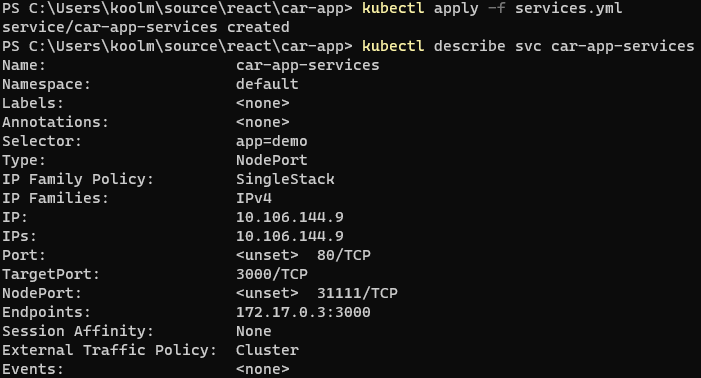 PS C:\Users\koolm\source\react\car-app> kubectl apply -f services.yml
service/car-app-services created
PS C:\Users\koolm\source\react\car-app> kubectl describe svc car-app-services
Name:                     car-app-services
Namespace:                default
Labels:                   <none>
Annotations:              <none>
Selector:                 app=demo
Type:                     NodePort
IP Family Policy:         SingleStack
IP Families:              IPv4
IP:                       10.106.144.9
IPs:                      10.106.144.9
Port:                     <unset>  80/TCP
TargetPort:               3000/TCP
NodePort:                 <unset>  31111/TCP
Endpoints:                172.17.0.3:3000
Session Affinity:         None
External Traffic Policy:  Cluster
Events:                   <none>